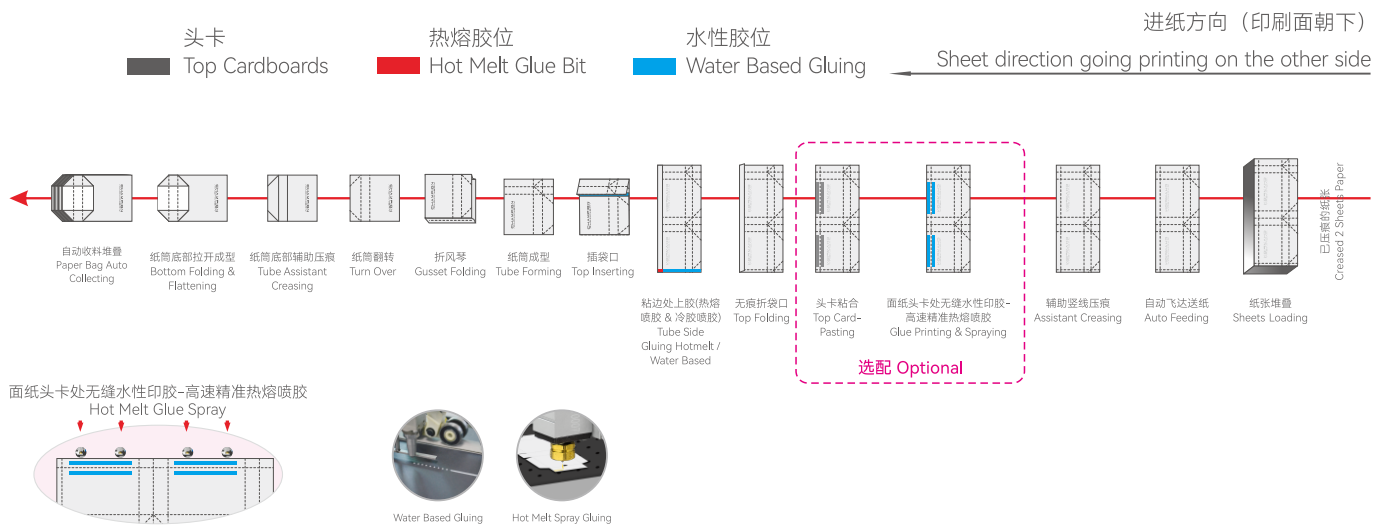 头卡
Top Cardboards
热熔胶位
Hot Melt Glue Bit
水性胶位
Water Based Gluing
进纸方向（印刷面朝下）
Sheet direction going printing on the other side
自动收料堆叠
Paper Bag Auto
Collecting
纸筒底部拉开成型
Bottom Folding &
Flattening
纸筒底部辅助压痕
Tube Assistant
Creasing
纸筒翻转
Turn Over
折风琴
Gusset Folding
纸筒成型
Tube Forming
插袋口
Top Inserting
粘边处上胶(热熔
喷胶 & 冷胶喷胶)
Tube Side
Gluing Hotmelt /
Water Based
无痕折袋口
Top Folding
头卡粘合
Top Card-
Pasting
面纸头卡处无缝水性印胶-
高速精准热熔喷胶
Glue Printing & Spraying
选配 Optional
辅助竖线压痕
Assistant Creasing
自动飞达送纸
Auto Feeding
纸张堆叠
Sheets Loading
已压痕的纸张
Creased 2 Sheets Paper
面纸头卡处无缝水性印胶-高速精准热熔喷胶
Hot Melt Glue Spray
Water Based Gluing
Hot Melt Spray Gluing